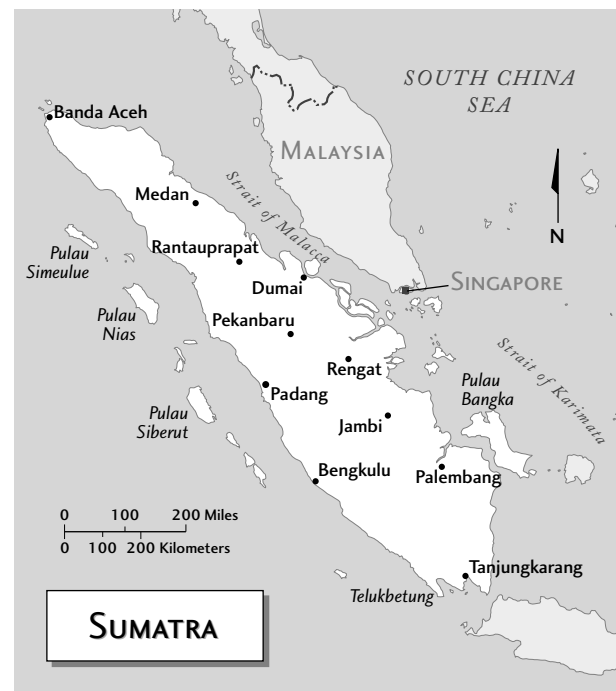 SOUTH CHINA
SEA
Banda Aceh
MALAYSIA
Strait of Malacca
Medan
N
Rantauprapat
Pulau
Simeulue
Dumai
SINGAPORE
Pulau
Nias
Pekanbaru
Strait of Karimata
Rengat
Pulau
Bangka
Padang
Pulau
Siberut
Jambi
Bengkulu
Palembang
0 100 200 Miles
0 100 200 Kilometers
Tanjungkarang
Telukbetung
SUMATRA